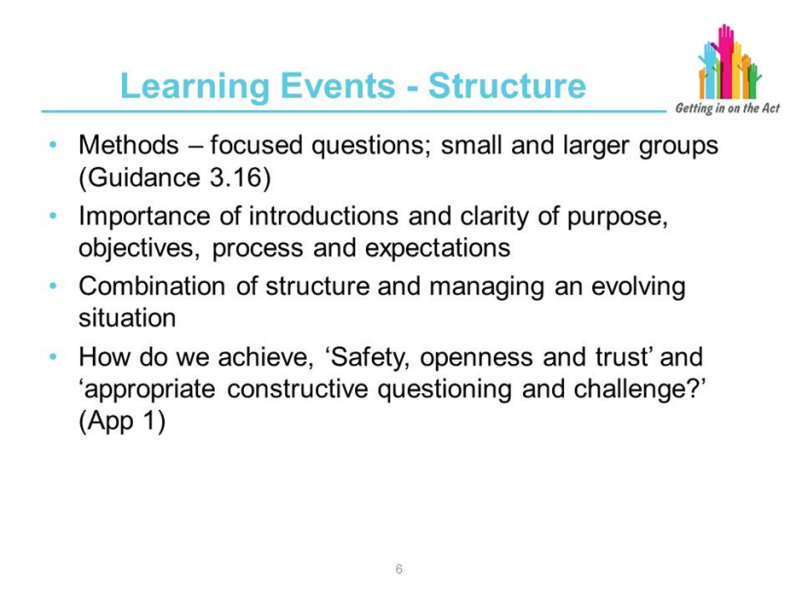 Learning Events - Structure
Getting in on the Act
• Methods – focused questions; small and larger groups
(Guidance 3.16)
• Importance of introductions and clarity of purpose,
objectives, process and expectations
• Combination of structure and managing an evolving
situation
• How do we achieve, ‘Safety, openness and trust’ and
‘appropriate constructive questioning and challenge?’
(App 1)
6